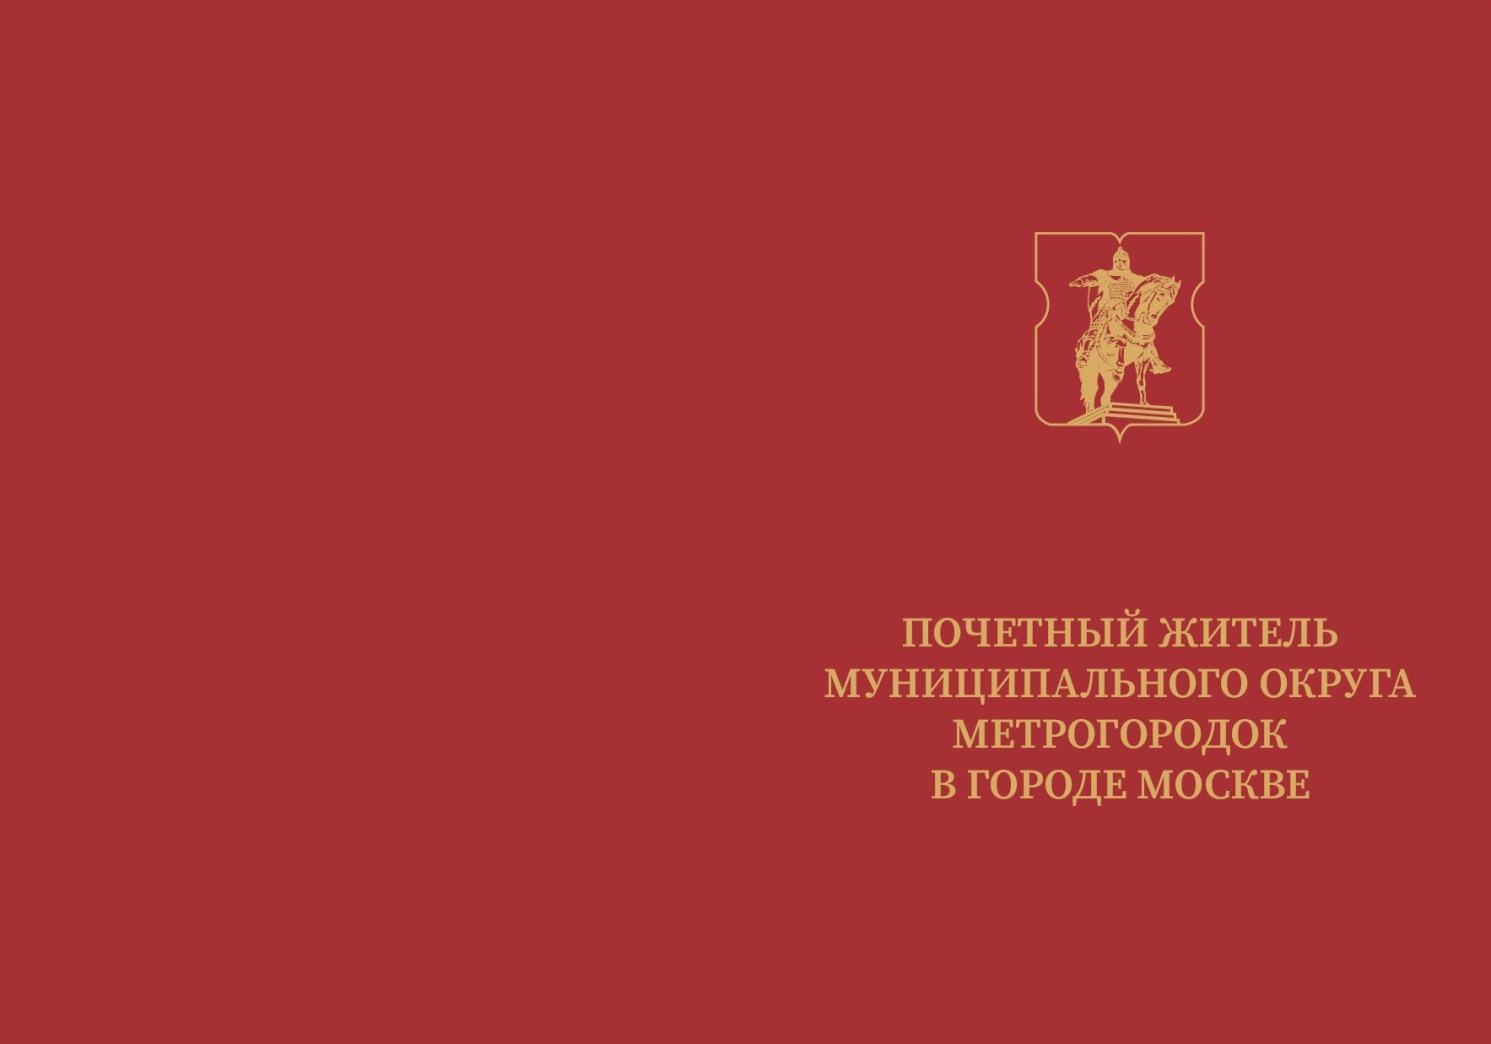 ПОЧЕТНЫЙ ЖИТЕЛЬ
МУНИЦИПАЛЬНОГО ОКРУГА
МЕТРОГОРОДОК
В ГОРОДЕ МОСКВЕ